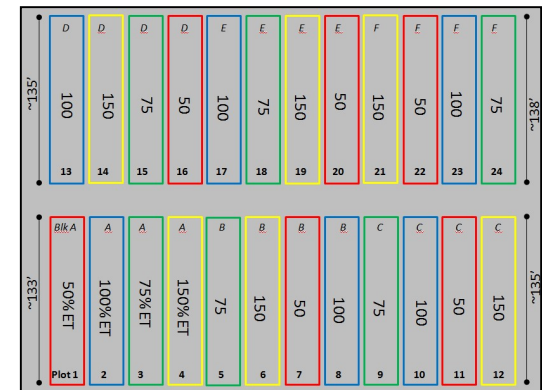 D D D D E E E E F F F F
~135' 100 150 75 50 100 75 150 50 150 50 100 75 ~138'
13 14 15 16 17 18 19 20 21 22 23 24
Blk A A A A B B B B C C C C
~133' 50% ET 100% ET 75% ET 150% ET 75 150 50 100 75 100 50 150 ~135'
Plot 1 2 3 4 5 6 7 8 9 10 11 12